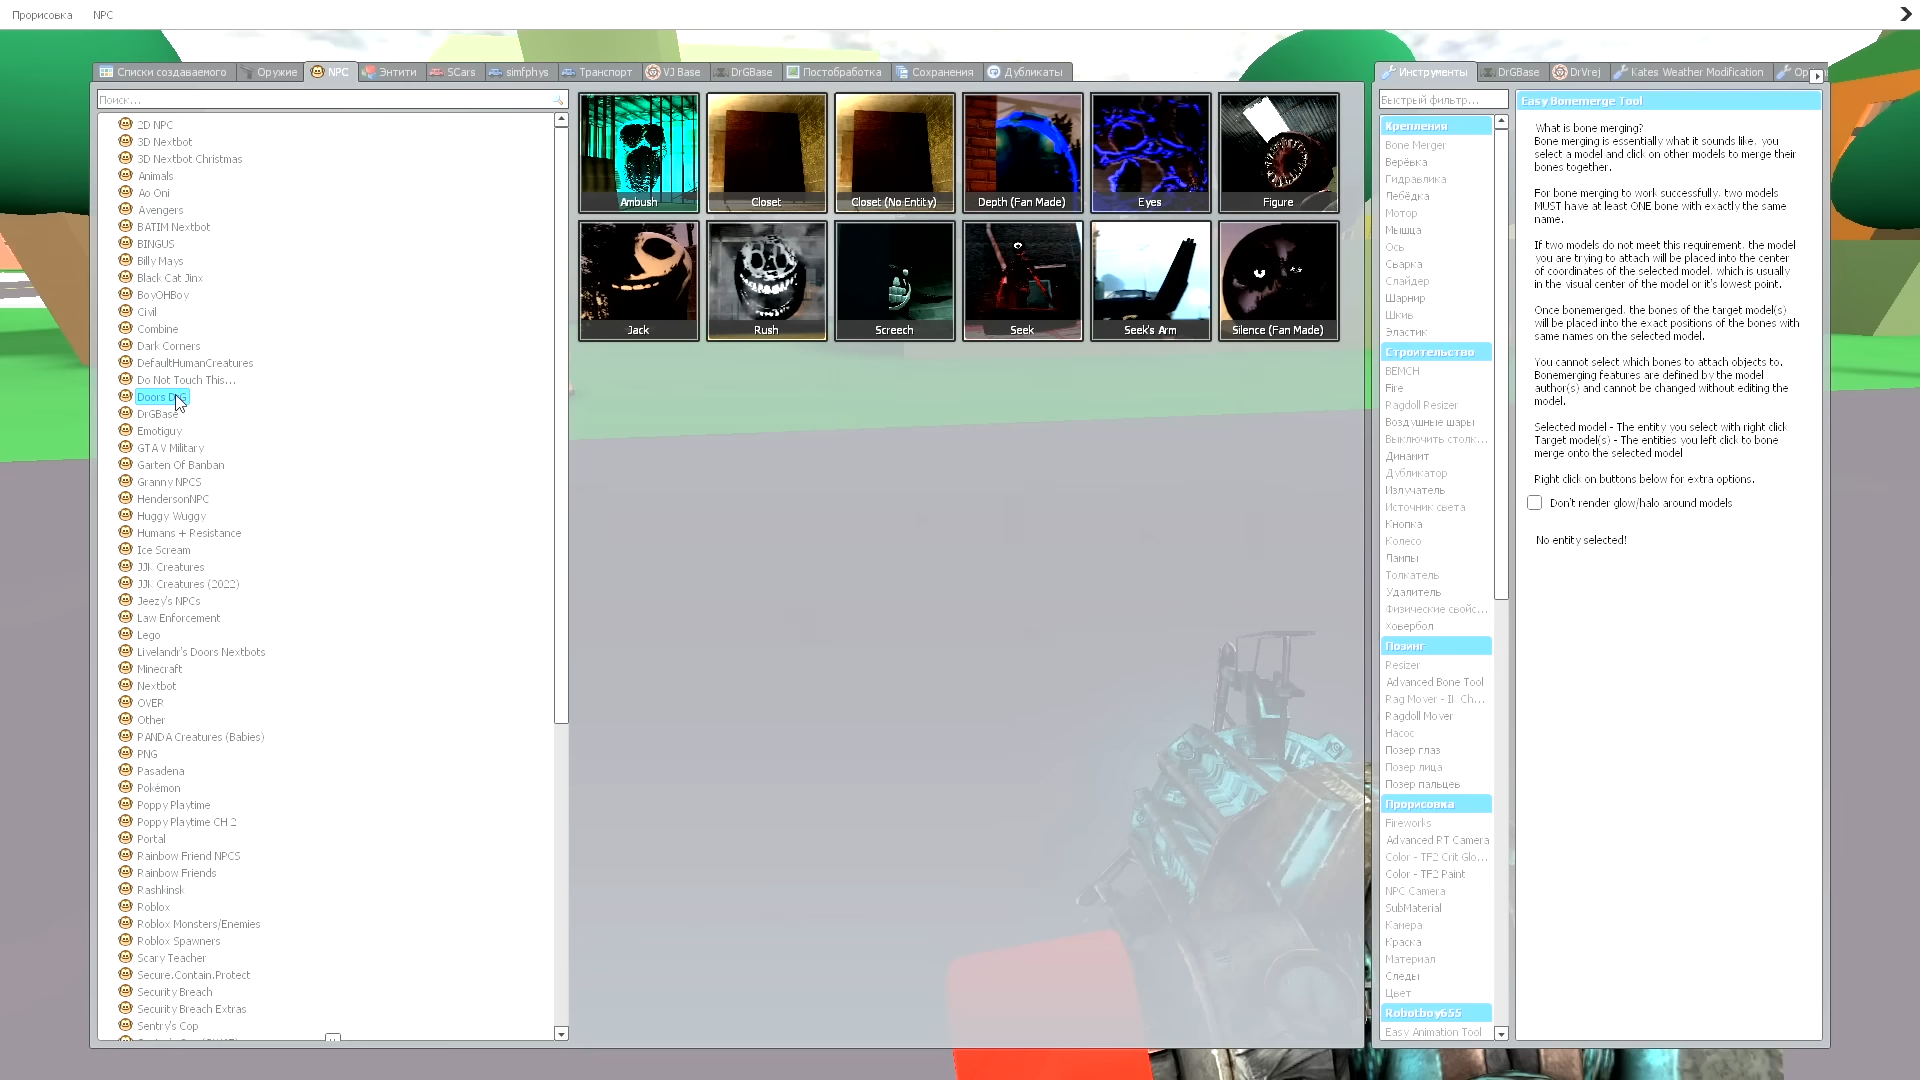 Прорисовка NPC
Списки создаваемого Оружие NPC Энтити SCars simfphys Транспорт VJ Base DrGBase Постобработка Сохранения Дубликаты
Поиск...
2D NPC
3D Nextbot
3D Nextbot Christmas
Animals
Ao Oni
Avengers
BATIM Nextbot
BINGUS
Billy Mays
Black Cat Jinx
BoyOHBoy
Civil
Combine
Dark Corners
DefaultHumanCreatures
Do Not Touch This...
Doors DrG
DrGBase
Emotiguy
GTA V Military
Garten Of Banban
Granny NPCS
HendersonNPC
Huggy Wuggy
Humans + Resistance
Ice Scream
JJK Creatures
JJK Creatures (2022)
Jeezy's NPCs
Law Enforcement
Lego
Livelandr's Doors Nextbots
Minecraft
Nextbot
OVER
Other
PANDA Creatures (Babies)
PNG
Pasadena
Pokémon
Poppy Playtime
Poppy Playtime CH 2
Portal
Rainbow Friend NPCS
Rainbow Friends
Rashkinsk
Roblox
Roblox Monsters/Enemies
Roblox Spawners
Scary Teacher
Secure.Contain.Protect
Security Breach
Security Breach Extras
Sentry's Cop
Ambush Closet Closet (No Entity) Depth (Fan Made) Eyes Figure
Jack Rush Screech Seek Seek's Arm Silence (Fan Made)
Инструменты DrGBase DrVrej Kates Weather Modification
Быстрый фильтр...
Крепления
Bone Merger
Верёвка
Гидравлика
Лебёдка
Мотор
Мышца
Ось
Сварка
Слайдер
Шарнир
Шкив
Эластик
Строительство
BEMCH
Fire
Ragdoll Resizer
Воздушные шары
Выключить столк...
Динамит
Дубликатор
Излучатель
Источник света
Кнопка
Колесо
Лампы
Толкатель
Удалитель
Физические свойс...
Ховербол
Позинг
Resizer
Advanced Bone Tool
Rag Mover - IK Ch...
Ragdoll Mover
Насос
Позер глаз
Позер лица
Позер пальцев
Прорисовка
Fireworks
Advanced RT Camera
Color - TF2 Crit Glo...
Color - TF2 Paint
NPC Camera
SubMaterial
Камера
Краска
Материал
Следы
Цвет
Robotboy655
Easy Animation Tool
Easy Bonemerge Tool
What is bone merging?
Bone merging is essentially what it sounds like, you
select a model and click on other models to merge their
bones together.
For bone merging to work successfully, two models
MUST have at least ONE bone with exactly the same
name.
If two models do not meet this requirement, the model
you are trying to attach will be placed into the center
of coordinates of the selected model, which is usually
in the visual center of the model or it's lowest point.
Once bonemerged, the bones of the target model(s)
will be placed into the exact positions of the bones with
same names on the selected model.
You cannot select which bones to attach objects to.
Bonemerging features are defined by the model
author(s) and cannot be changed without editing the
model.
Selected model - The entity you select with right click
Target model(s) - The entities you left click to bone
merge onto the selected model
Right click on buttons below for extra options.
Don't render glow/halo around models
No entity selected!